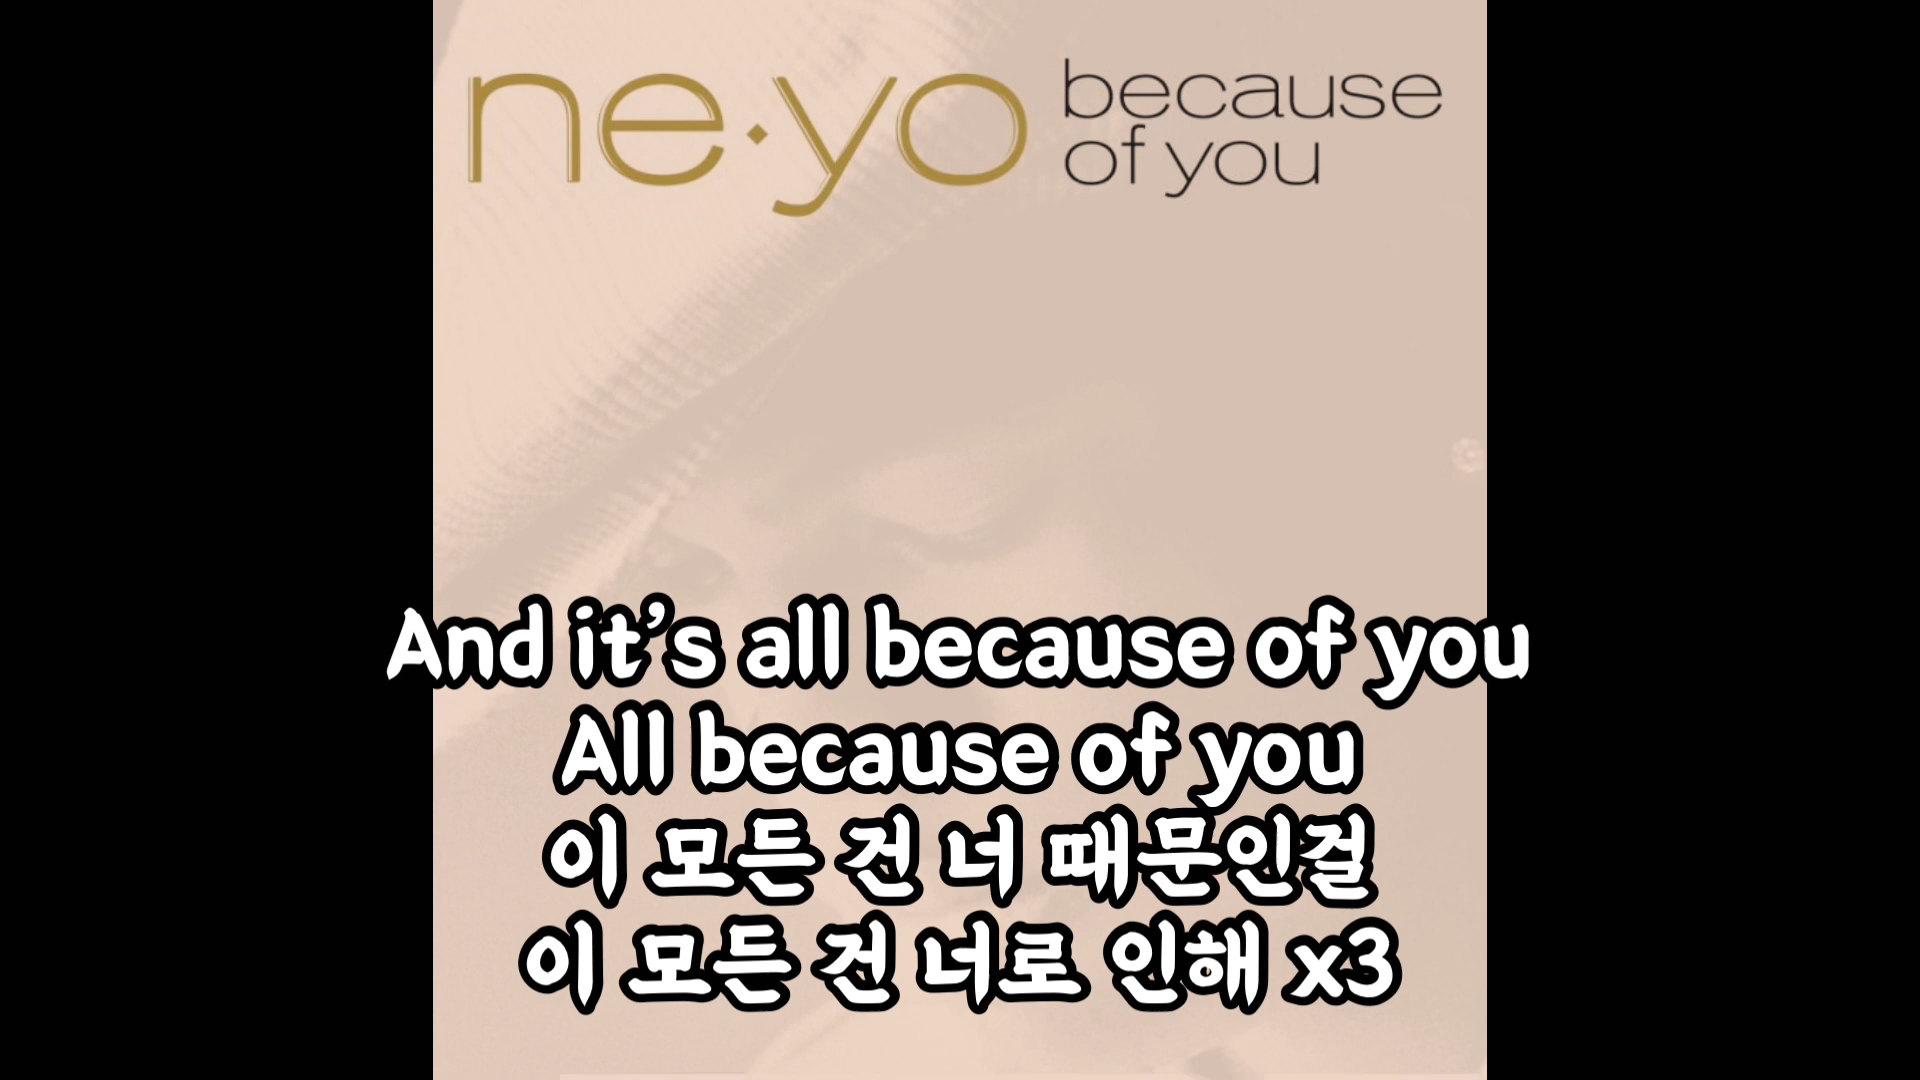 ne·yo
because
of you
And it's all because of you
All because of you
이 모든 건 너 때문인걸
이 모든 건 너로 인해 x3